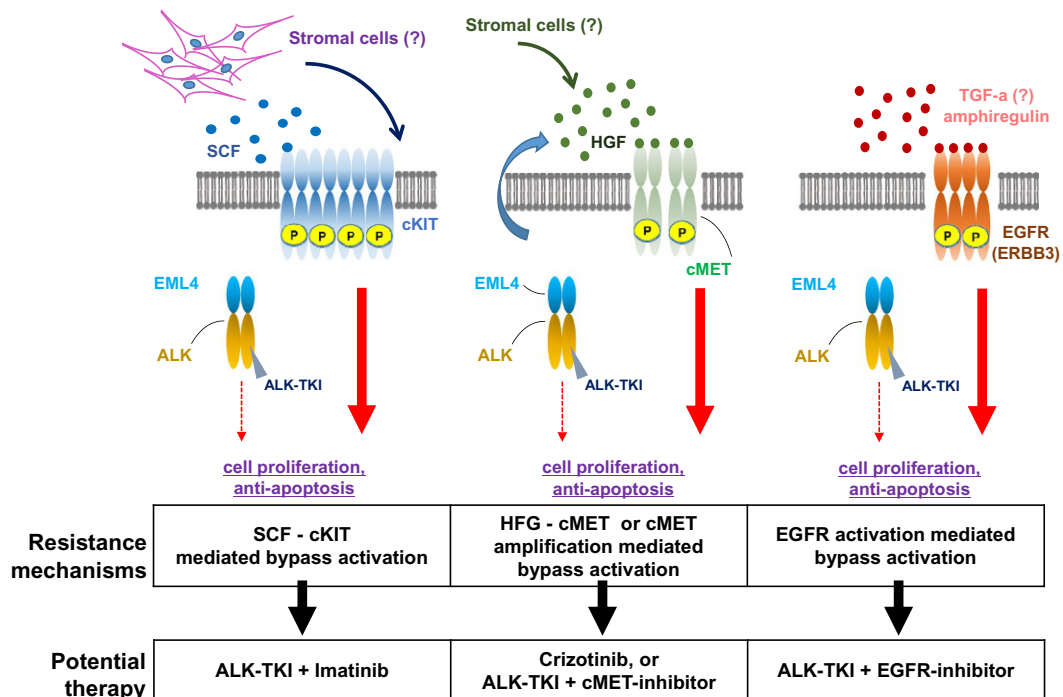 Stromal cells (?)
SCF
cKIT
P P P P
EML4
ALK
ALK-TKI
cell proliferation,
anti-apoptosis
Stromal cells (?)
HGF
P P
cMET
EML4
ALK
ALK-TKI
cell proliferation,
anti-apoptosis
TGF-a (?)
amphiregulin
P P
EGFR
(ERBB3)
EML4
ALK
ALK-TKI
cell proliferation,
anti-apoptosis
Resistance
mechanisms
SCF - cKIT
mediated bypass activation
HFG - cMET or cMET
amplification mediated
bypass activation
EGFR activation mediated
bypass activation
Potential
therapy
ALK-TKI + Imatinib
Crizotinib, or
ALK-TKI + cMET-inhibitor
ALK-TKI + EGFR-inhibitor